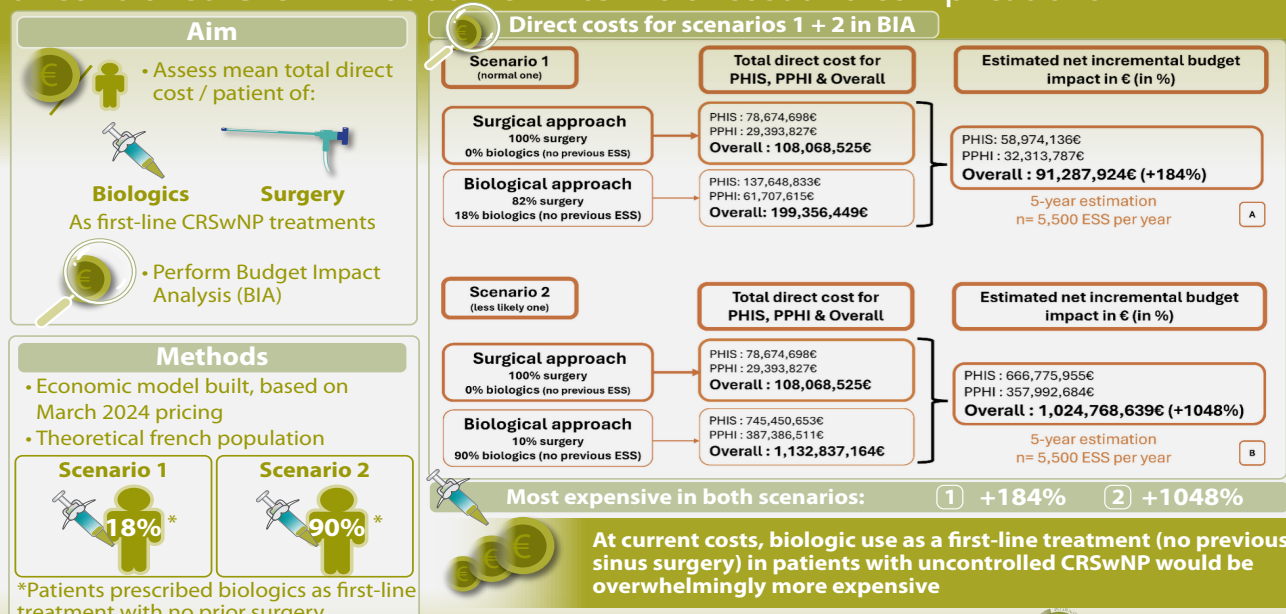 Aim
• Assess mean total direct
cost / patient of:
Biologics
Surgery
As first-line CRSwNP treatments
• Perform Budget Impact
Analysis (BIA)
Methods
• Economic model built, based on
March 2024 pricing
• Theoretical french population
Scenario 1
18% *
Scenario 2
90% *
*Patients prescribed biologics as first-line
treatment with no prior surgery
Direct costs for scenarios 1 + 2 in BIA
Scenario 1
(normal one)
Total direct cost for
PHIS, PPHI & Overall
Estimated net incremental budget
impact in € (in %)
Surgical approach
100% surgery
0% biologics (no previous ESS)
PHIS : 78,674,698€
PPHI : 29,393,827€
Overall : 108,068,525€
Biological approach
82% surgery
18% biologics (no previous ESS)
PHIS: 137,648,833€
PPHI: 61,707,615€
Overall: 199,356,449€
PHIS: 58,974,136€
PPHI : 32,313,787€
Overall : 91,287,924€ (+184%)
5-year estimation
n= 5,500 ESS per year
A
Scenario 2
(less likely one)
Total direct cost for
PHIS, PPHI & Overall
Estimated net incremental budget
impact in € (in %)
Surgical approach
100% surgery
0% biologics (no previous ESS)
PHIS : 78,674,698€
PPHI : 29,393,827€
Overall : 108,068,525€
Biological approach
10% surgery
90% biologics (no previous ESS)
PHIS : 745,450,653€
PPHI : 387,386,511€
Overall : 1,132,837,164€
PHIS : 666,775,955€
PPHI : 357,992,684€
Overall : 1,024,768,639€ (+1048%)
5-year estimation
n= 5,500 ESS per year
B
Most expensive in both scenarios: 1 +184% 2 +1048%
At current costs, biologic use as a first-line treatment (no previous
sinus surgery) in patients with uncontrolled CRSwNP would be
overwhelmingly more expensive